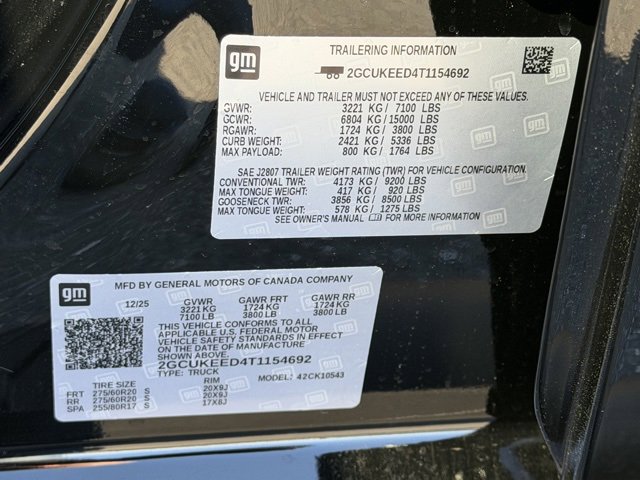 gm
TRAILERING INFORMATION
2GCUKEED4T1154692
VEHICLE AND TRAILER MUST NOT EXCEED ANY OF THESE VALUES.
GVWR: 3221 KG / 7100 LBS
GCWR: 6804 KG / 15000 LBS
RGAWR: 1724 KG / 3800 LBS
CURB WEIGHT: 2421 KG / 5336 LBS
MAX PAYLOAD: 800 KG / 1764 LBS
SAE J2807 TRAILER WEIGHT RATING (TWR) FOR VEHICLE CONFIGURATION.
CONVENTIONAL TWR: 4173 KG / 9200 LBS
MAX TONGUE WEIGHT: 417 KG / 920 LBS
GOOSENECK TWR: 3856 KG / 8500 LBS
MAX TONGUE WEIGHT: 578 KG / 1275 LBS
SEE OWNER'S MANUAL FOR MORE INFORMATION
gm
MFD BY GENERAL MOTORS OF CANADA COMPANY
12/25 GVWR GAWR FRT GAWR RR
3221 KG 1724 KG 1724 KG
7100 LB 3800 LB 3800 LB
THIS VEHICLE CONFORMS TO ALL
APPLICABLE U.S. FEDERAL MOTOR
VEHICLE SAFETY STANDARDS IN EFFECT
ON THE DATE OF MANUFACTURE
SHOWN ABOVE.
2GCUKEED4T1154692
TYPE: TRUCK MODEL: 42CK10543
TIRE SIZE RIM
FRT 275/60R20 S 20X9J
RR 275/60R20 S 20X9J
SPA 255/80R17 S 17X8J